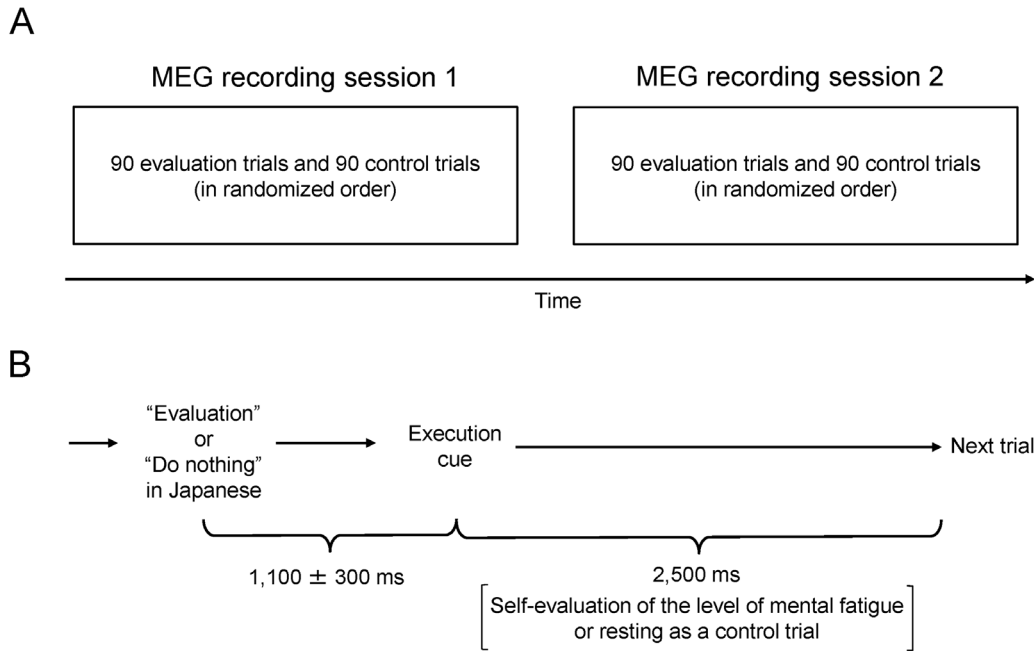 A
MEG recording session 1
MEG recording session 2
90 evaluation trials and 90 control trials
(in randomized order)
90 evaluation trials and 90 control trials
(in randomized order)
Time
B
“Evaluation”
or
“Do nothing”
in Japanese
Execution
cue
Next trial
1,100 ± 300 ms
2,500 ms
Self-evaluation of the level of mental fatigue
or resting as a control trial